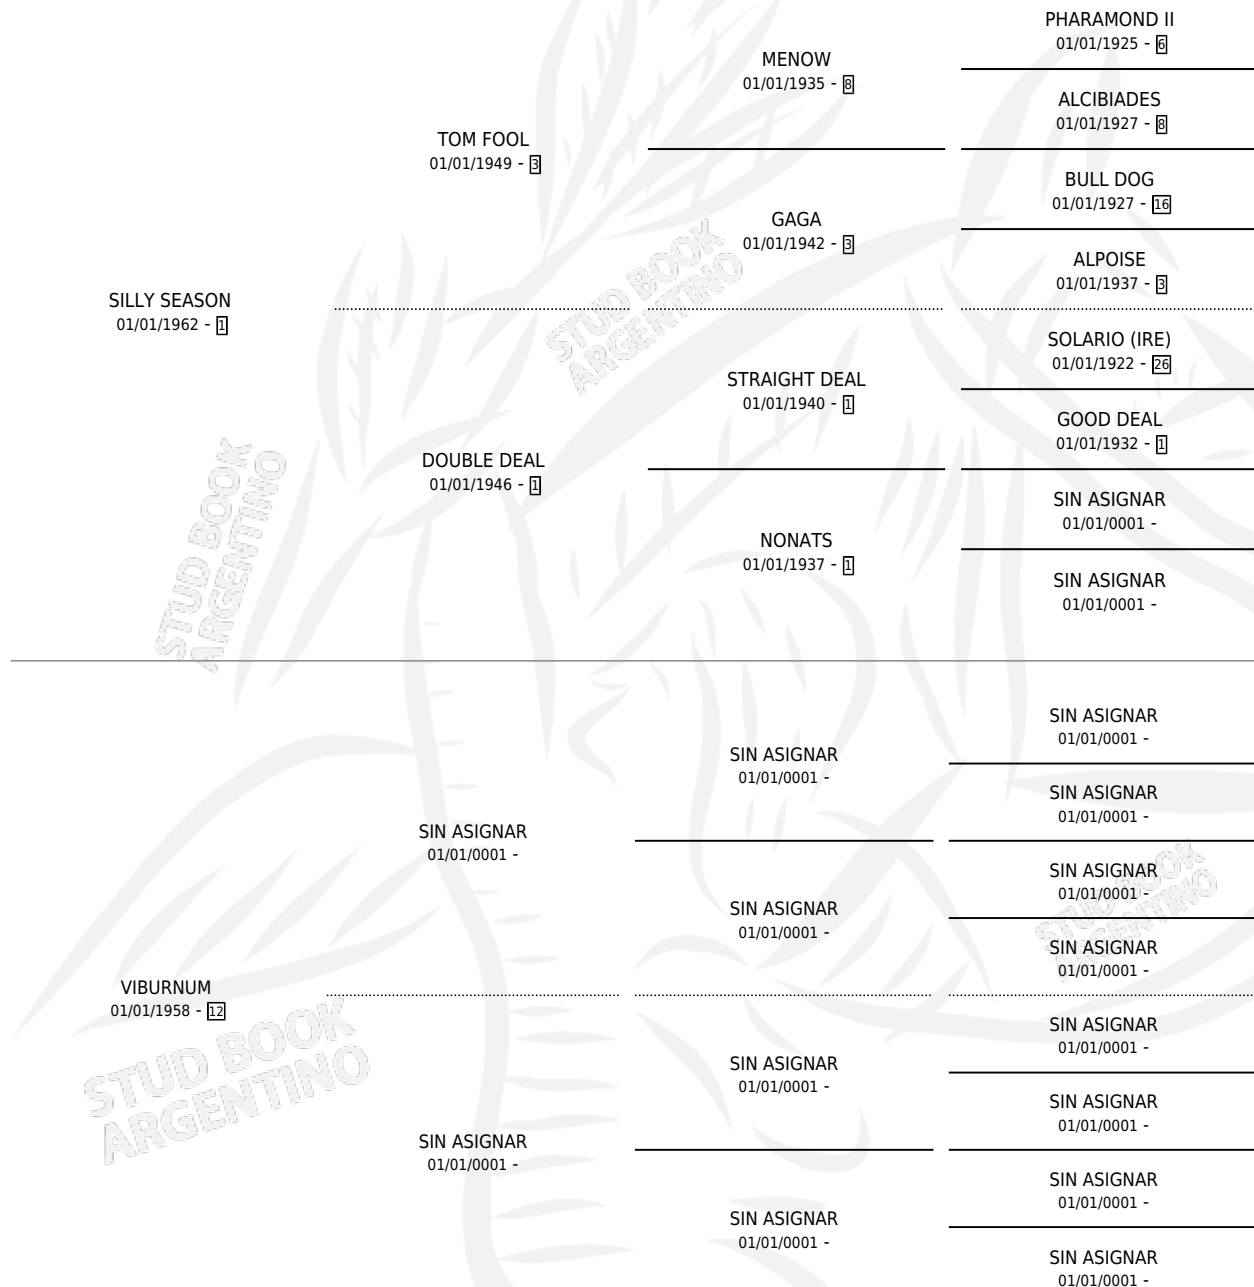 PHARAMOND II
01/01/1925 - 6
MENOW
01/01/1935 - 8
ALCIBIADES
01/01/1927 - 8
TOM FOOL
01/01/1949 - 3
BULL DOG
01/01/1927 - 16
GAGA
01/01/1942 - 3
ALPOISE
01/01/1937 - 3
SILLY SEASON
01/01/1962 - 1
SOLARIO (IRE)
01/01/1922 - 26
STRAIGHT DEAL
01/01/1940 - 1
GOOD DEAL
01/01/1932 - 1
DOUBLE DEAL
01/01/1946 - 1
SIN ASIGNAR
01/01/0001 -
NONATS
01/01/1937 - 1
SIN ASIGNAR
01/01/0001 -
SIN ASIGNAR
01/01/0001 -
SIN ASIGNAR
01/01/0001 -
SIN ASIGNAR
01/01/0001 -
SIN ASIGNAR
01/01/0001 -
SIN ASIGNAR
01/01/0001 -
SIN ASIGNAR
01/01/0001 -
SIN ASIGNAR
01/01/0001 -
VIBURNUM
01/01/1958 - 12
SIN ASIGNAR
01/01/0001 -
SIN ASIGNAR
01/01/0001 -
SIN ASIGNAR
01/01/0001 -
SIN ASIGNAR
01/01/0001 -
SIN ASIGNAR
01/01/0001 -
SIN ASIGNAR
01/01/0001 -
SIN ASIGNAR
01/01/0001 -
STUD BOOK
ARGENTINO
STUD BOOK
ARGENTINO
STUD BOOK
ARGENTINO
STUD BOOK
ARGENTINO